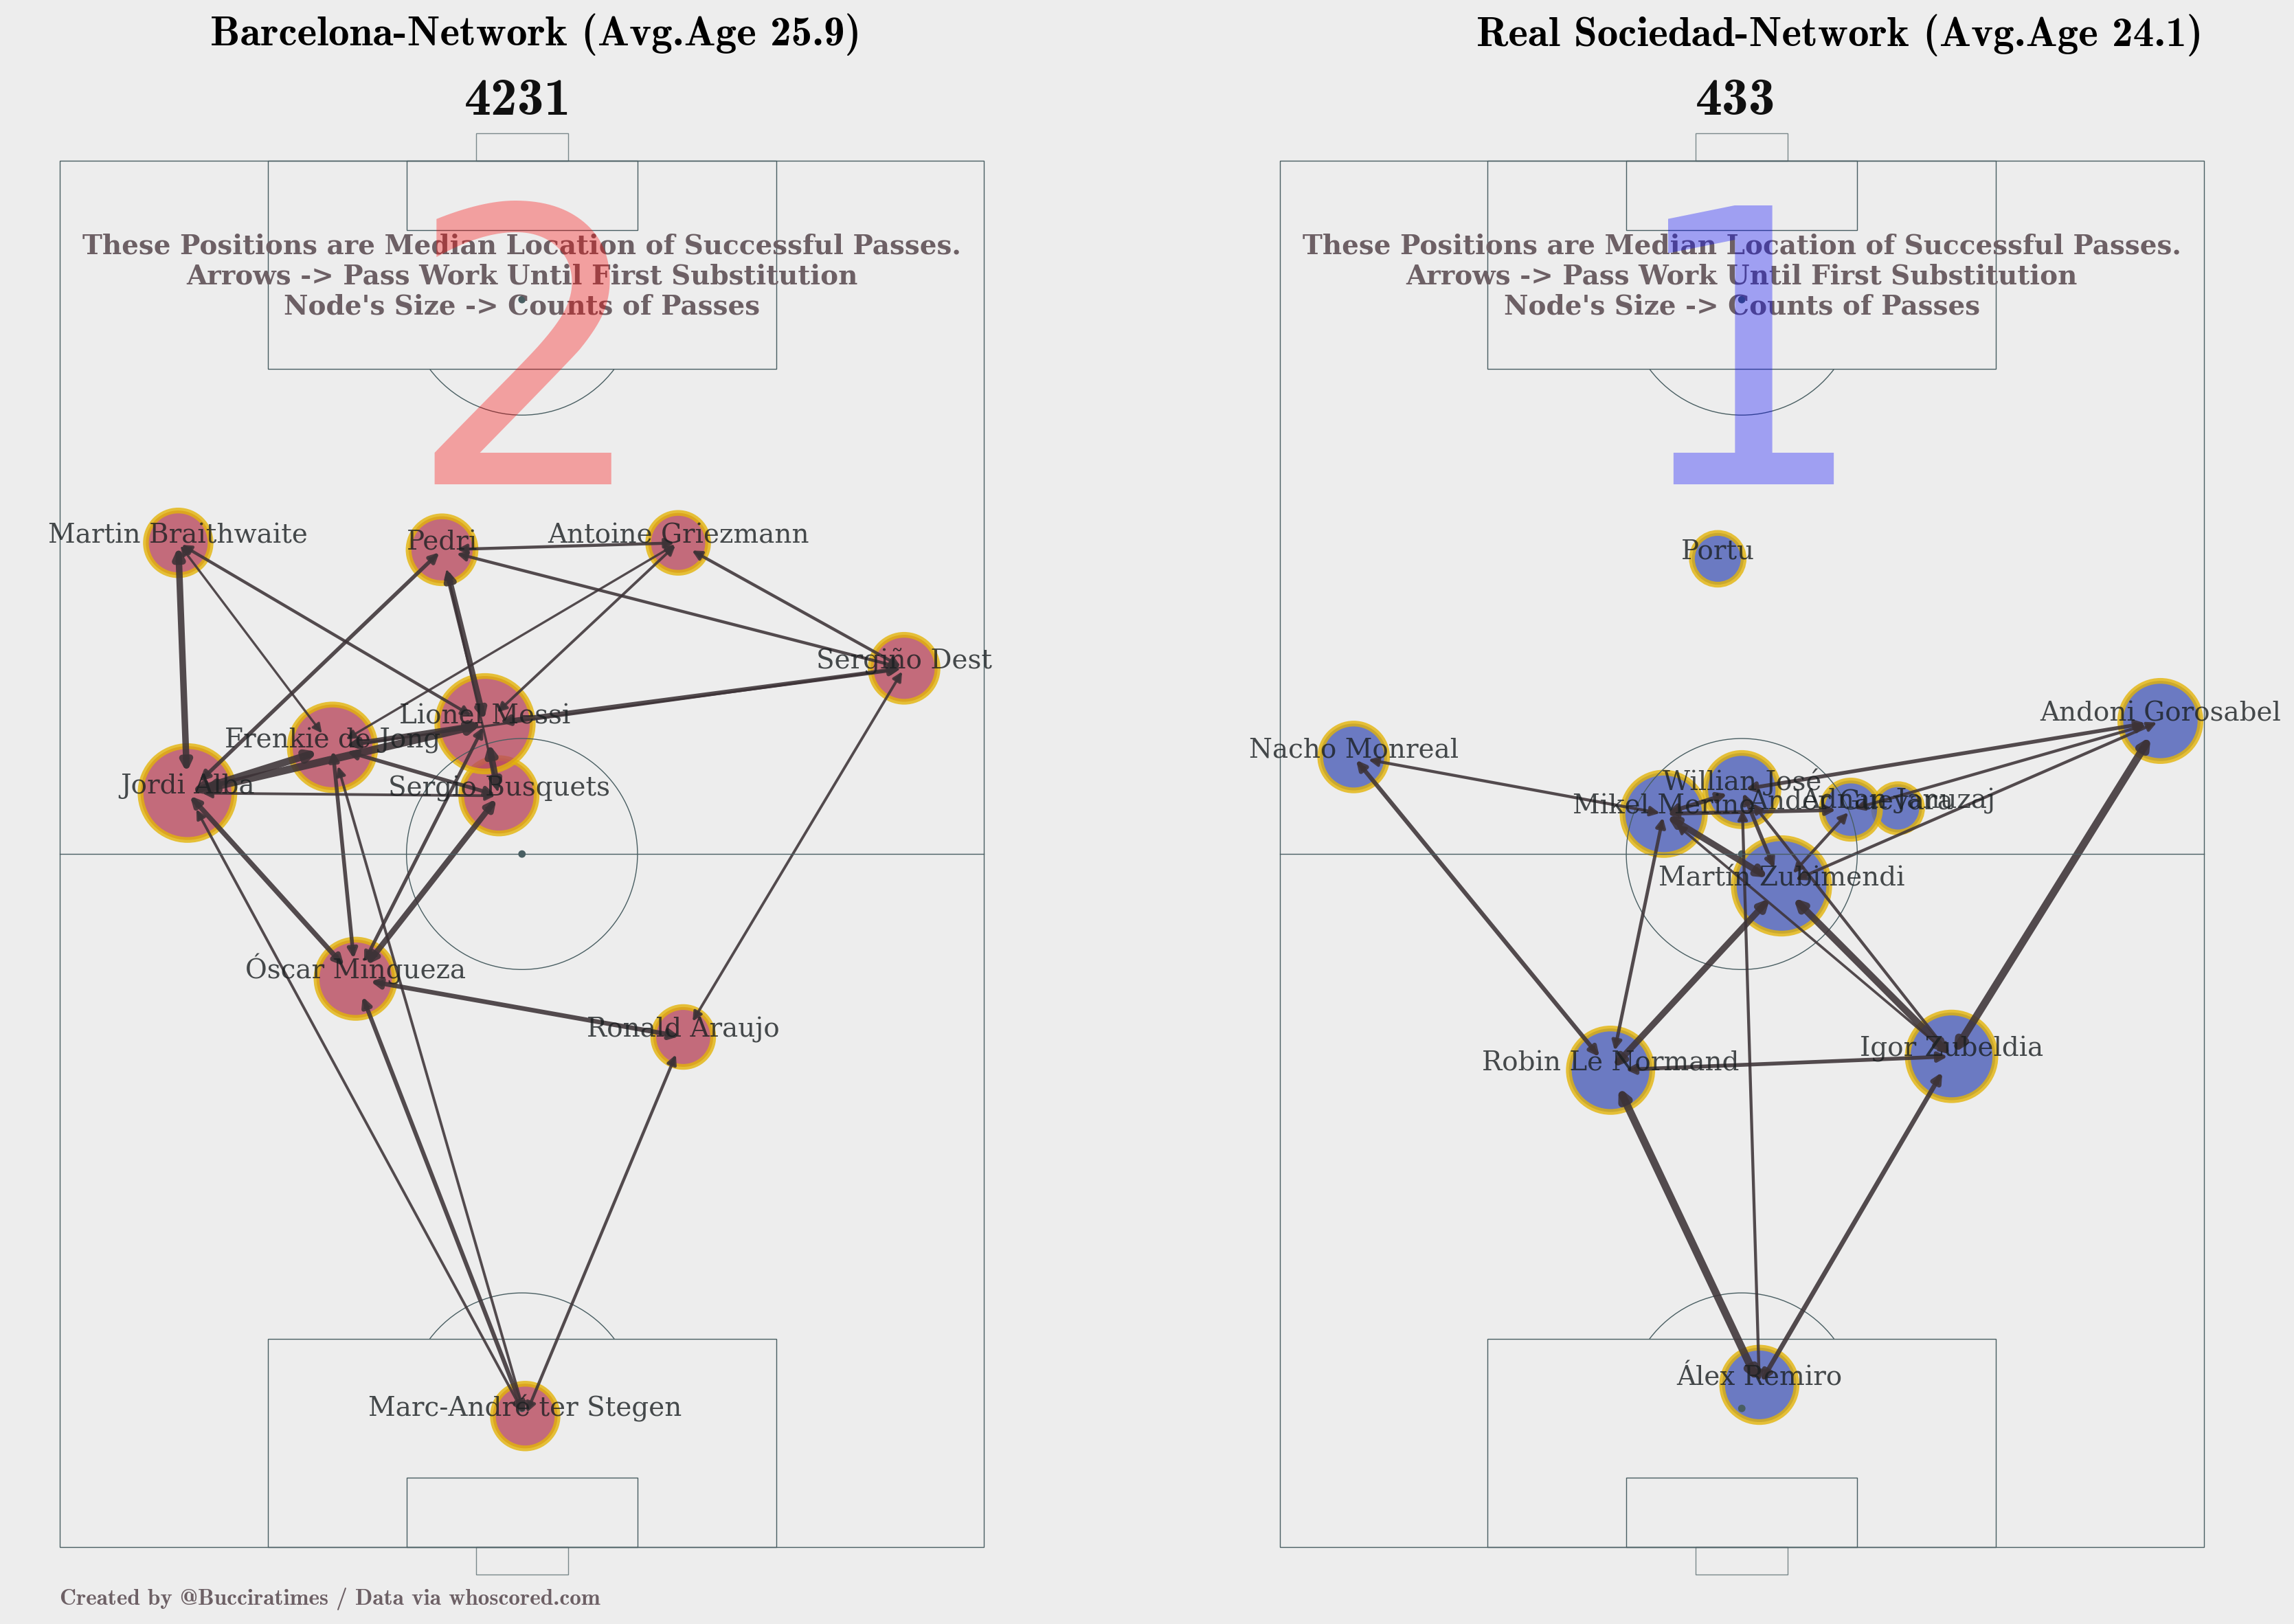 Barcelona-Network (Avg.Age 25.9)
4231
2
These Positions are Median Location of Successful Passes.
Arrows -> Pass Work Until First Substitution
Node's Size -> Counts of Passes
Martin Braithwaite
Pedri
Antoine Griezmann
Sergiño Dest
Lionel Messi
Frenkie de Jong
Jordi Alba
Sergio Busquets
Óscar Mingueza
Ronald Araujo
Marc-André ter Stegen
Created by @Bucciratimes / Data via whoscored.com
Real Sociedad-Network (Avg.Age 24.1)
433
1
These Positions are Median Location of Successful Passes.
Arrows -> Pass Work Until First Substitution
Node's Size -> Counts of Passes
Portu
Andoni Gorosabel
Nacho Monreal
Willian José
Mikel Merino
Ander Guevara
Adnan Januzaj
Martín Zubimendi
Igor Zubeldia
Robin Le Normand
Álex Remiro